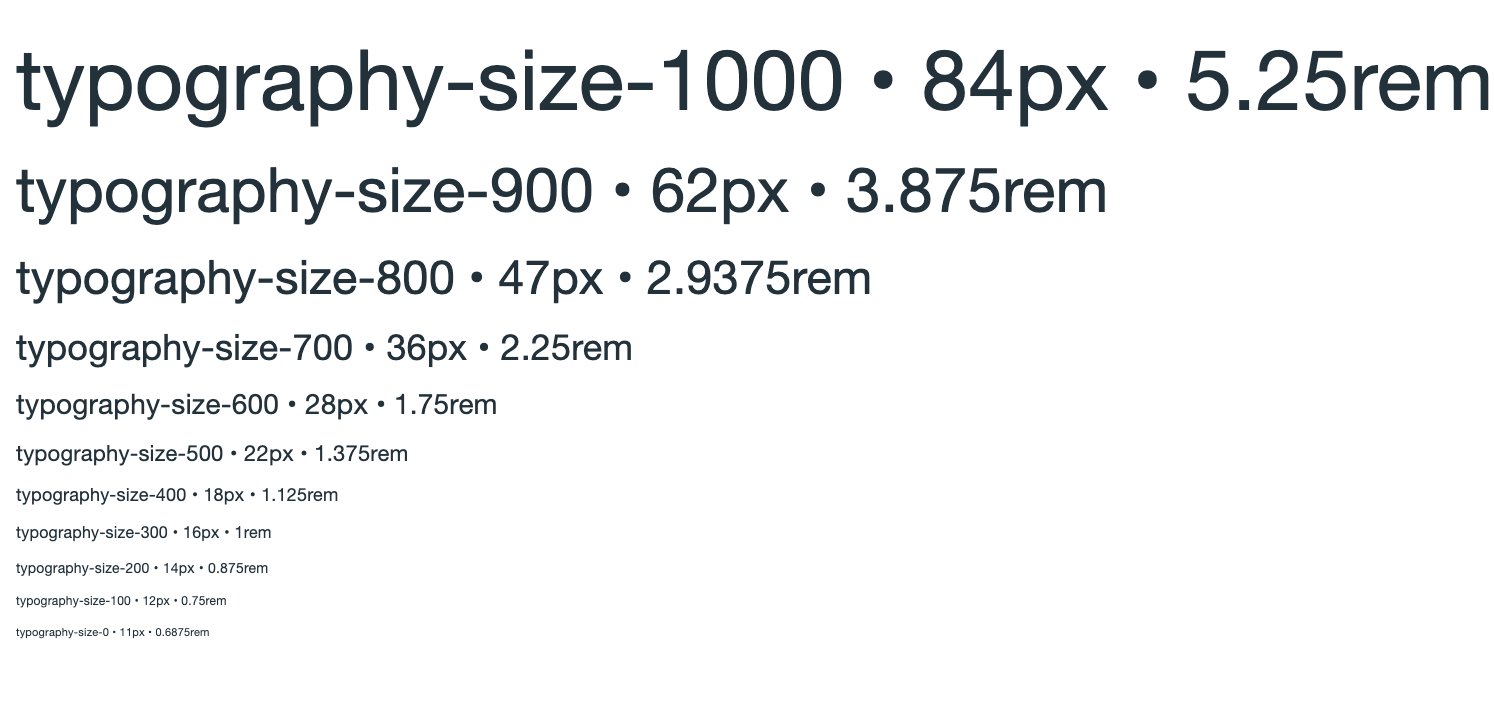 typography-size-1000 • 84px • 5.25rem
typography-size-900 • 62px • 3.875rem
typography-size-800 • 47px • 2.9375rem
typography-size-700 • 36px • 2.25rem
typography-size-600 • 28px • 1.75rem
typography-size-500 • 22px • 1.375rem
typography-size-400 • 18px • 1.125rem
typography-size-300 • 16px • 1rem
typography-size-200 • 14px • 0.875rem
typography-size-100 • 12px • 0.75rem
typography-size-0 • 11px • 0.6875rem